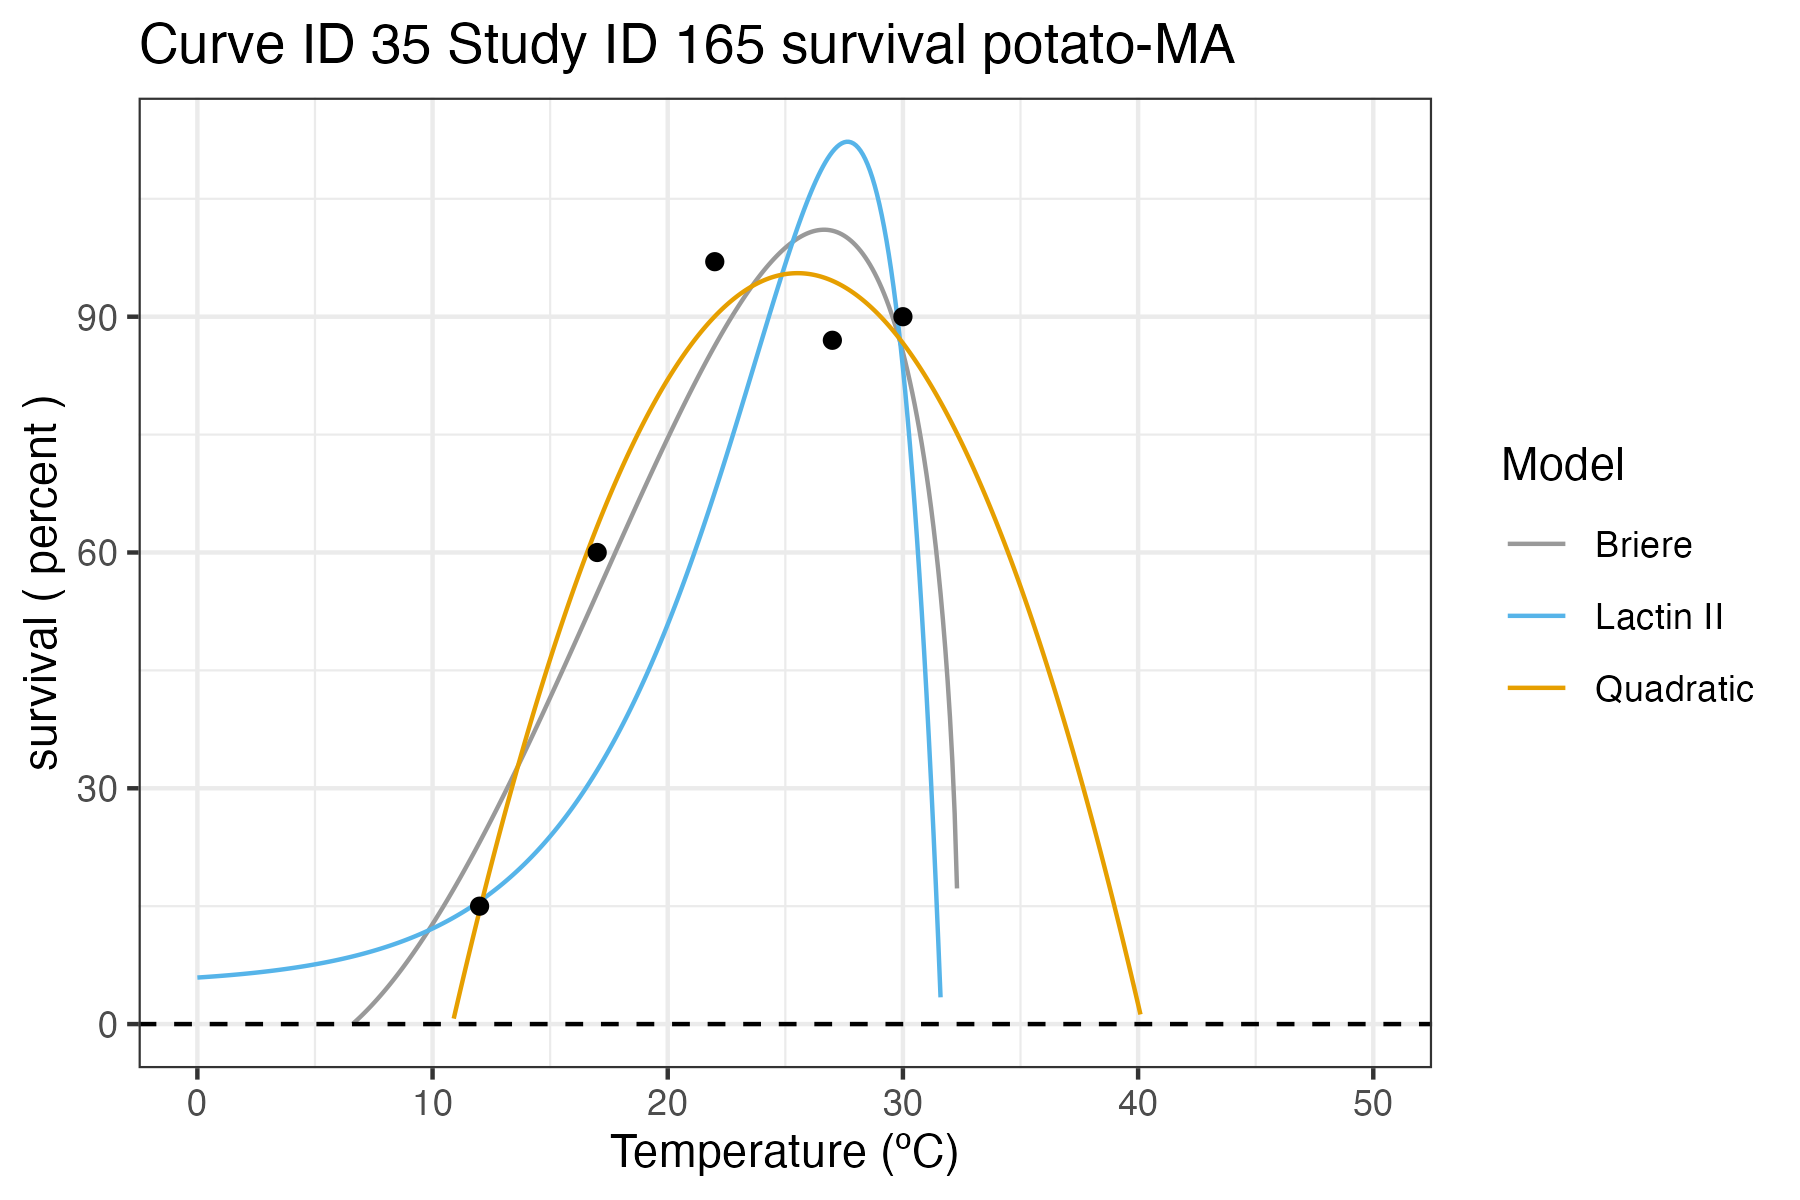 Curve ID 35 Study ID 165 survival potato-MA
survival ( percent )
90
60
30
0
0 10 20 30 40 50
Temperature (ºC)
Model
Briere
Lactin II
Quadratic